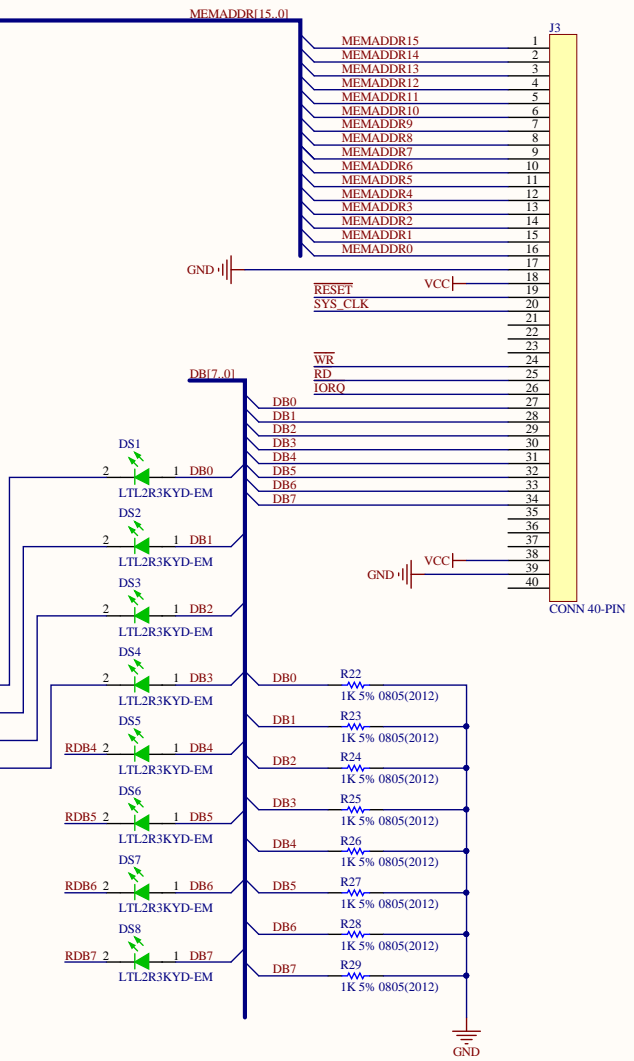 MEMADDR[15..0]
J3
MEMADDR15 1
MEMADDR14 2
MEMADDR13 3
MEMADDR12 4
MEMADDR11 5
MEMADDR10 6
MEMADDR9 7
MEMADDR8 8
MEMADDR7 9
MEMADDR6 10
MEMADDR5 11
MEMADDR4 12
MEMADDR3 13
MEMADDR2 14
MEMADDR1 15
MEMADDR0 16
GND 17
VCC 18
RESET 19
SYS_CLK 20
21
22
23
WR 24
RD 25
IORQ 26
DB[7..0]
DB0 27
DB1 28
DB2 29
DB3 30
DB4 31
DB5 32
DB6 33
DB7 34
35
36
37
VCC 38
GND 39
40
CONN 40-PIN
DS1
2 1 DB0
LTL2R3KYD-EM
DS2
2 1 DB1
LTL2R3KYD-EM
DS3
2 1 DB2
LTL2R3KYD-EM
DS4
2 1 DB3
LTL2R3KYD-EM
DS5
RDB4 2 1 DB4
LTL2R3KYD-EM
DS6
RDB5 2 1 DB5
LTL2R3KYD-EM
DS7
RDB6 2 1 DB6
LTL2R3KYD-EM
DS8
RDB7 2 1 DB7
LTL2R3KYD-EM
DB0 R22
1K 5% 0805(2012)
DB1 R23
1K 5% 0805(2012)
DB2 R24
1K 5% 0805(2012)
DB3 R25
1K 5% 0805(2012)
DB4 R26
1K 5% 0805(2012)
DB5 R27
1K 5% 0805(2012)
DB6 R28
1K 5% 0805(2012)
DB7 R29
1K 5% 0805(2012)
GND